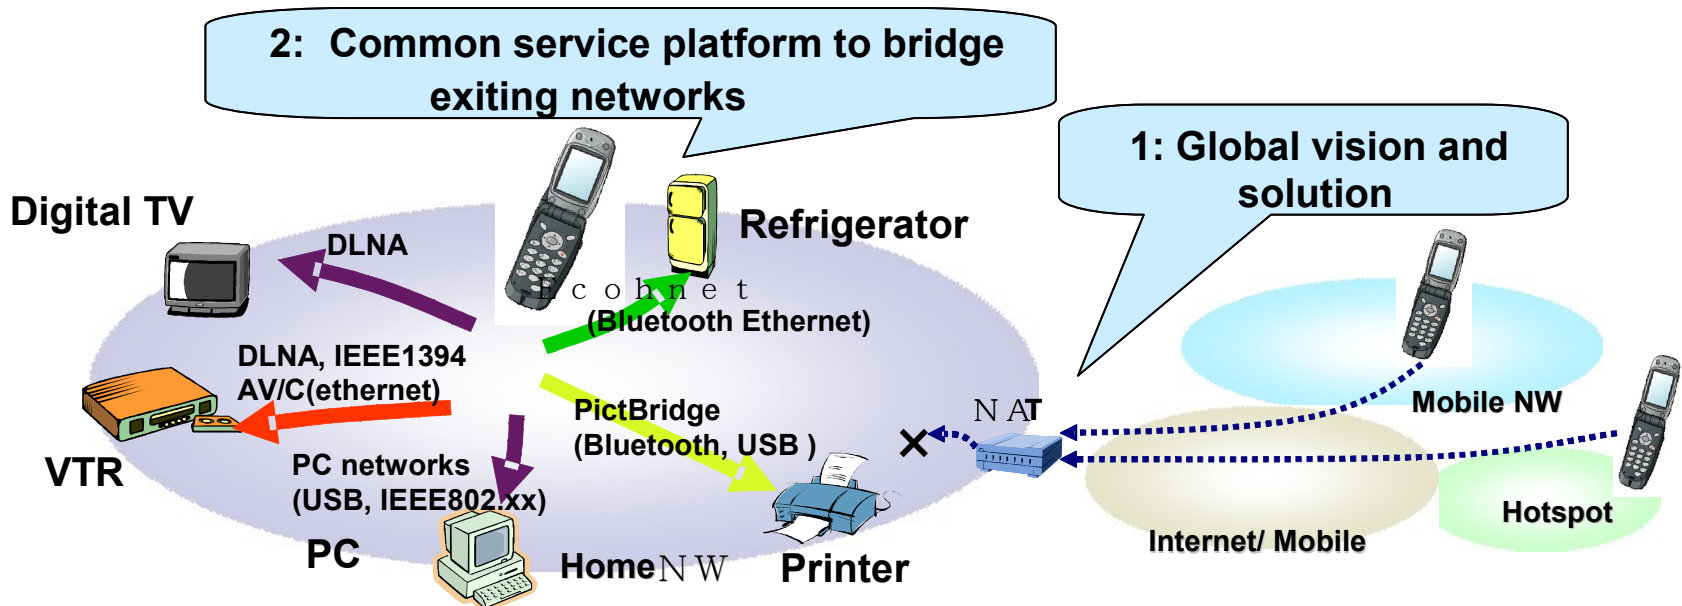 2: Common service platform to bridge
exiting networks
1: Global vision and
solution
Digital TV
DLNA
Refrigerator
Ecohnet
(Bluetooth Ethernet)
DLNA, IEEE1394
AV/C(ethernet)
VTR
PictBridge
(Bluetooth, USB )
NAT
Mobile NW
PC networks
(USB, IEEE802.xx)
PC
Home NW
Printer
Internet/ Mobile
Hotspot